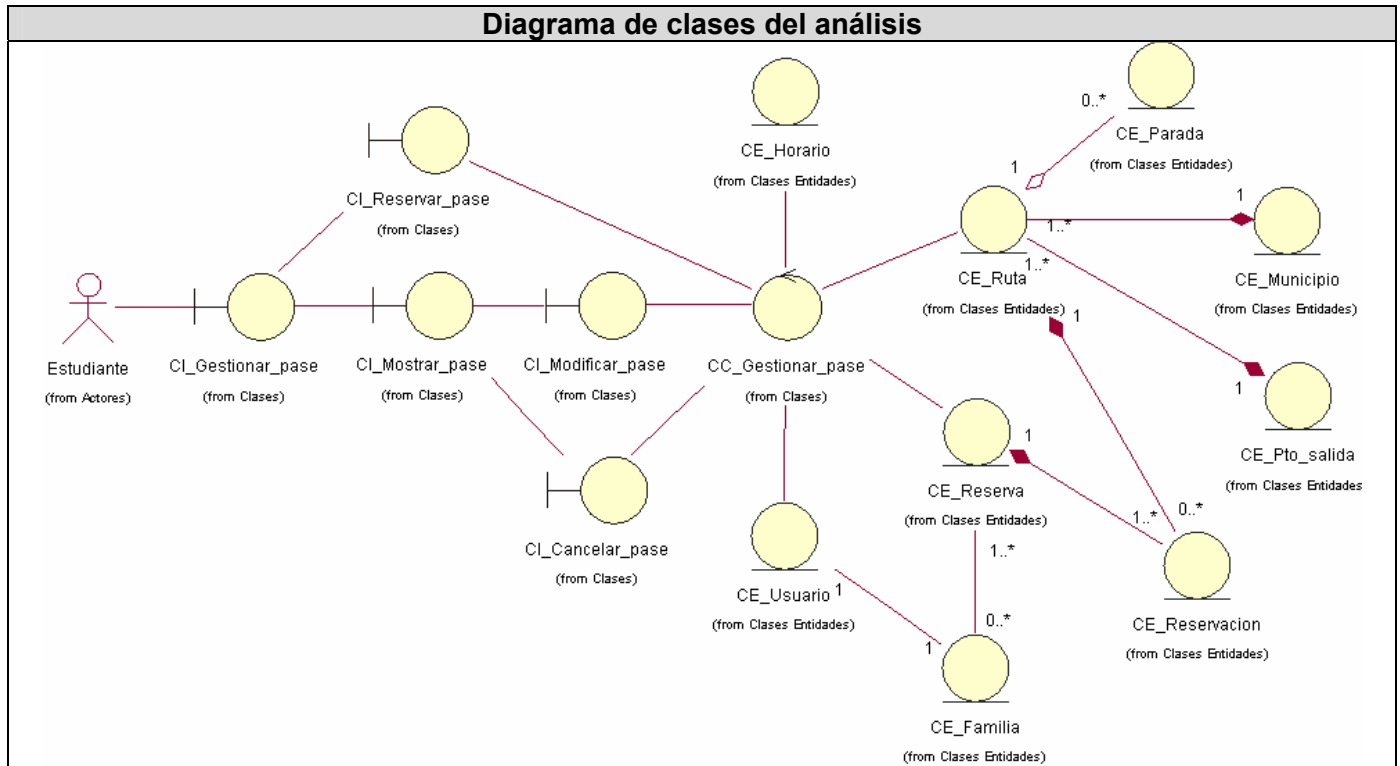 Diagrama de clases del análisis
0..*
CE_Parada
(from Clases Entidades)
CE_Horario
(from Clases Entidades)
CI_Reservar_pase
(from Clases)
1
1..*
1
CE_Ruta
(from Clases Entidades)
1..*
CE_Municipio
(from Clases Entidades)
Estudiante
(from Actores)
CI_Gestionar_pase
(from Clases)
CI_Mostrar_pase
(from Clases)
CI_Modificar_pase
(from Clases)
CC_Gestionar_pase
(from Clases)
1
1
CE_Pto_salida
(from Clases Entidades
1
CE_Reserva
(from Clases Entidades)
1..*
0..*
CI_Cancelar_pase
(from Clases)
1..*
CE_Usuario
1
(from Clases Entidades)
0..*
1
CE_Reservacion
(from Clases Entidades)
CE_Familia
(from Clases Entidades)